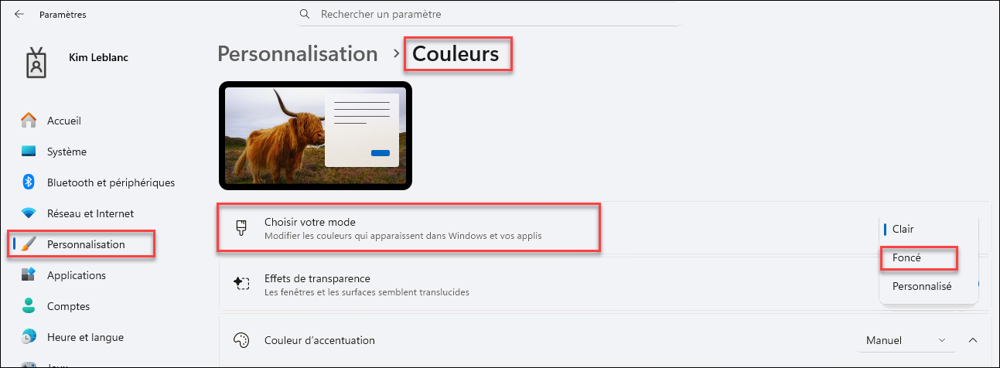 Paramètres
Rechercher un paramètre
Kim Leblanc
Personnalisation > Couleurs
Accueil
Système
Bluetooth et périphériques
Réseau et Internet
Personnalisation
Applications
Comptes
Heure et langue
Choisir votre mode
Modifier les couleurs qui apparaissent dans Windows et vos applis
Clair
Foncé
Personnalisé
Effets de transparence
Les fenêtres et les surfaces semblent translucides
Couleur d'accentuation
Manuel